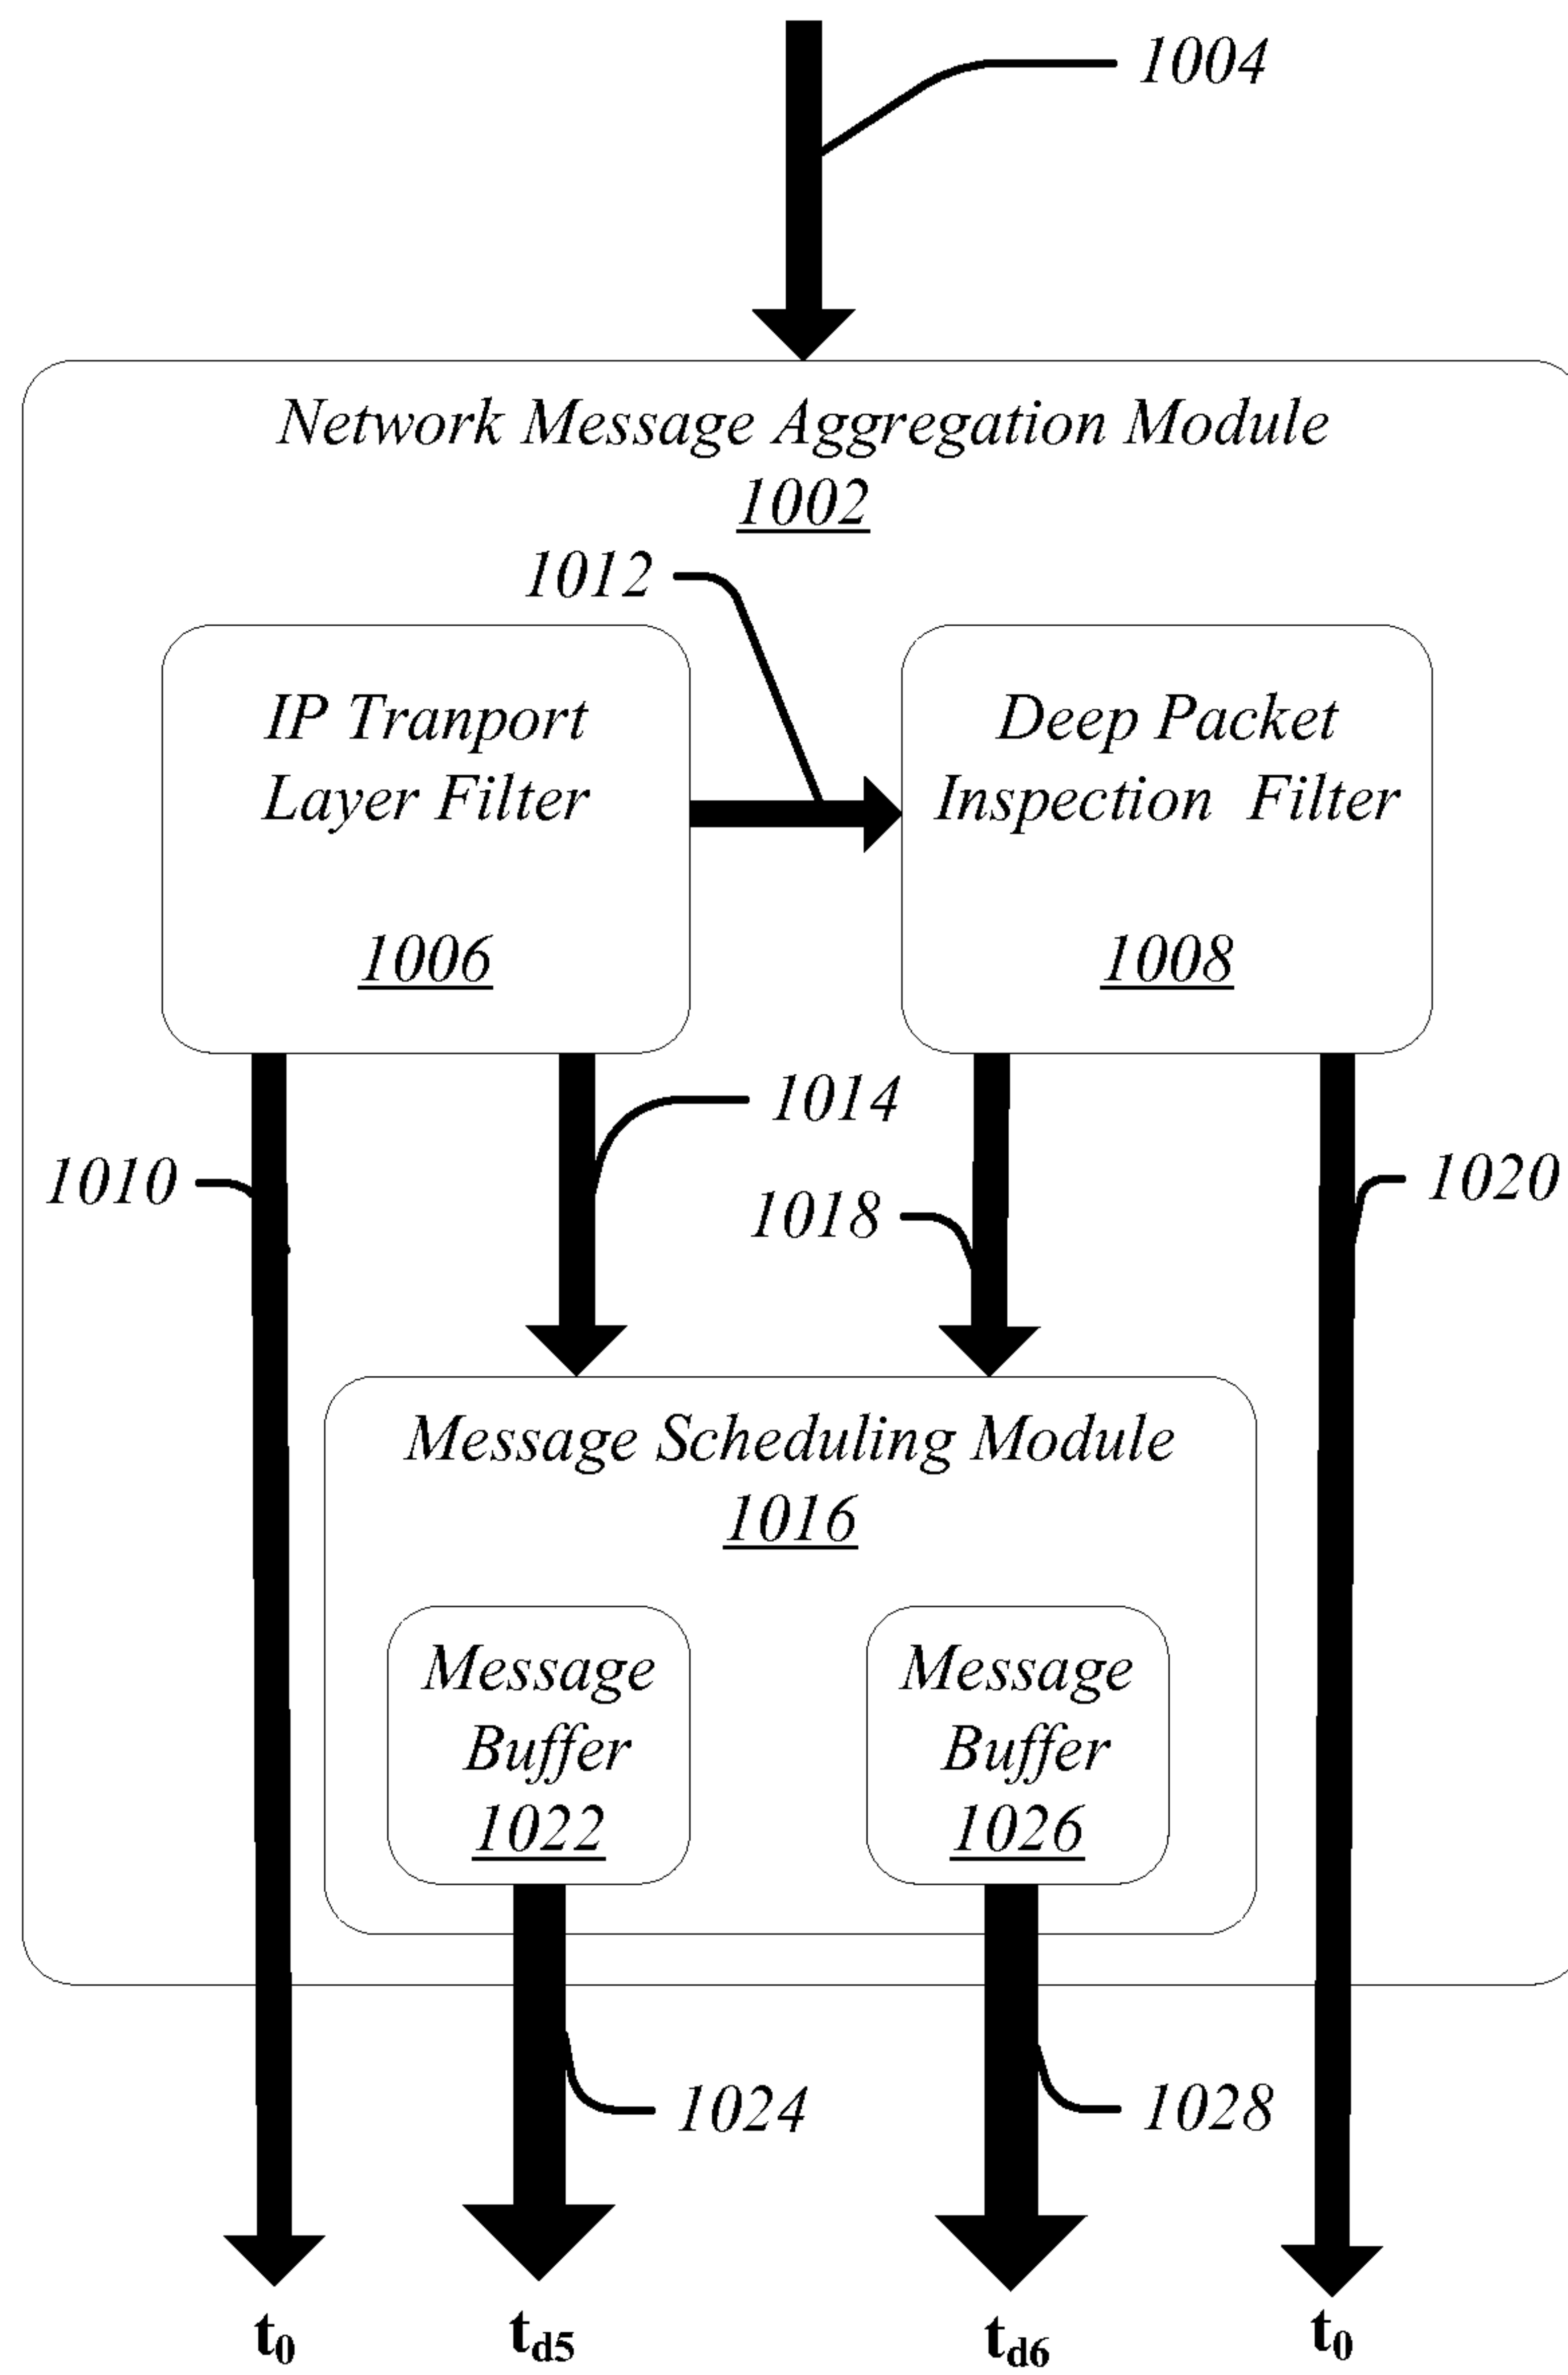 1004
Network Message Aggregation Module
1002
1012
IP Tranport
Layer Filter
1006
Deep Packet
Inspection Filter
1008
1014
1010
1018
1020
Message Scheduling Module
1016
Message
Buffer
1022
Message
Buffer
1026
1024
1028
t0
td5
td6
t0